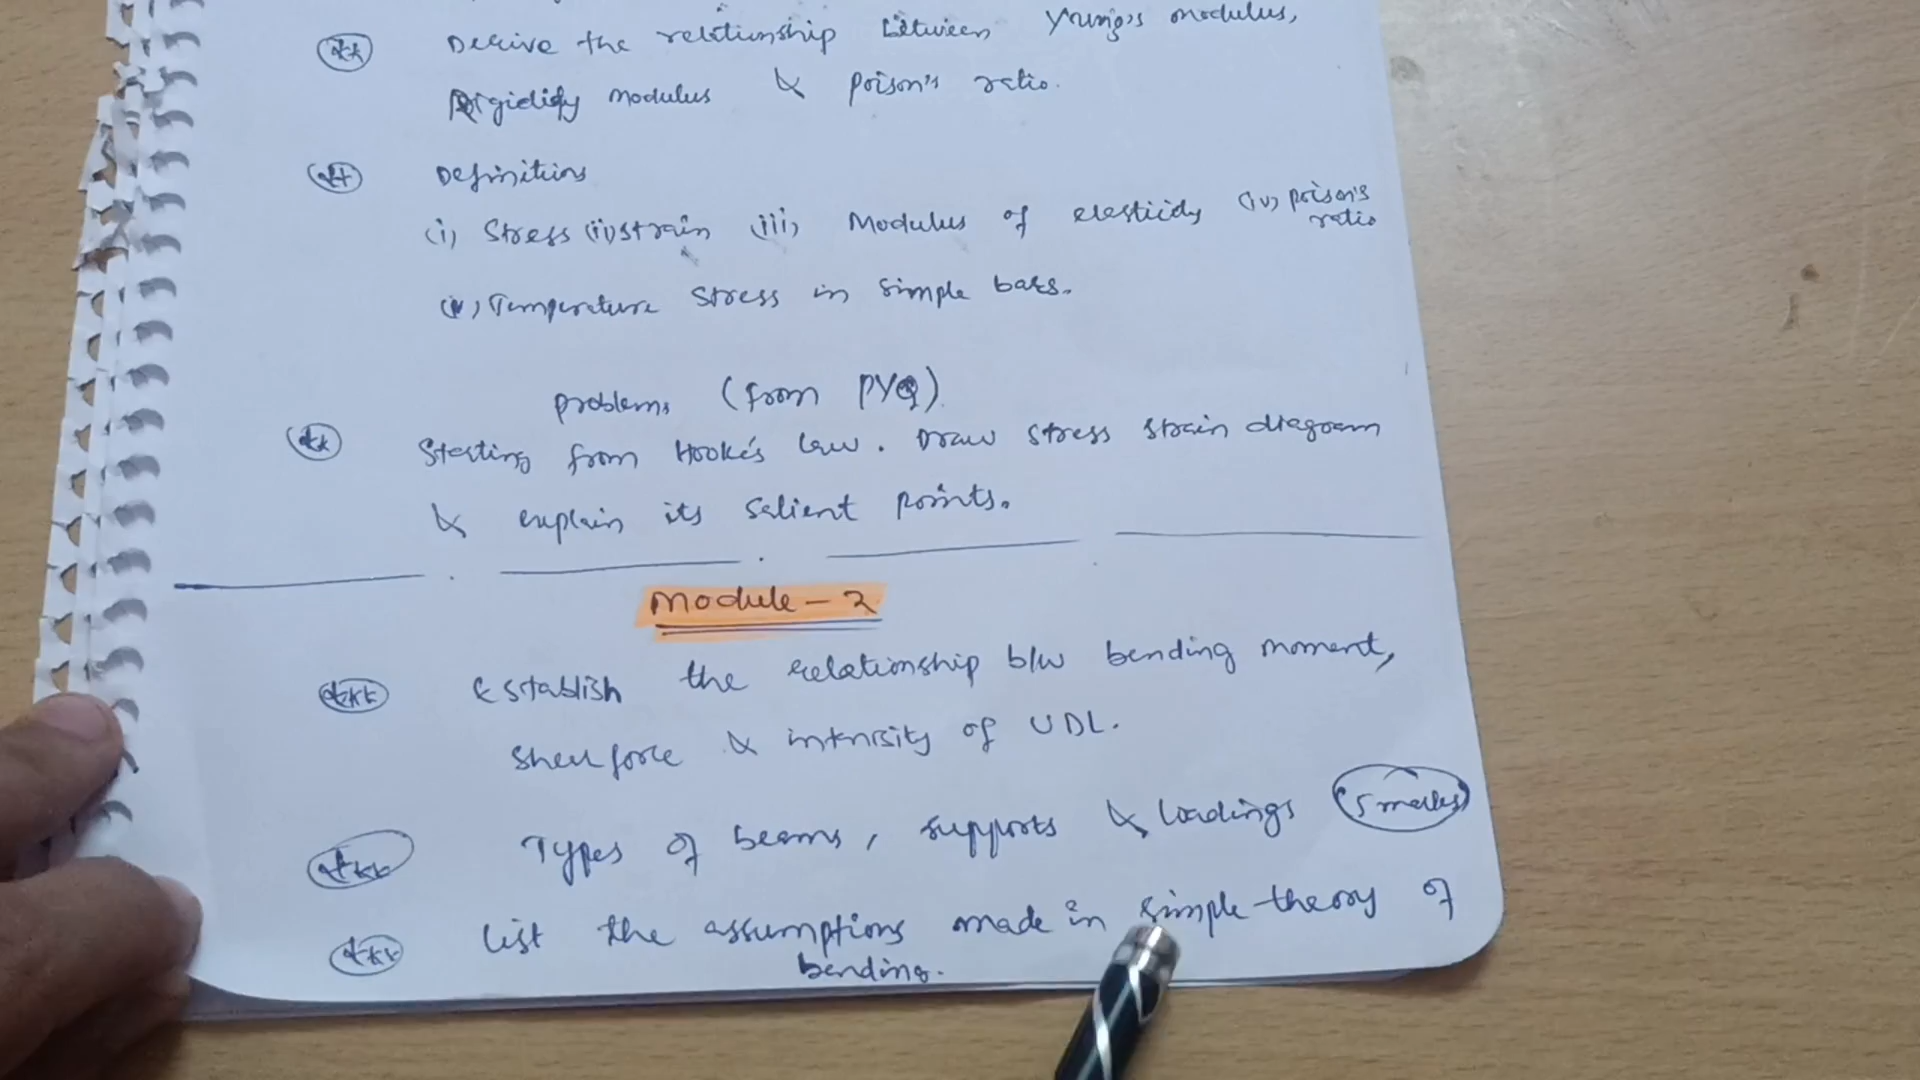 ** Derive the reletionship between Young's modulus,
Rigidity modulus & poison's ratio.
** Definitions
(i) Stress (ii) strain (iii) Modulus of elesticidy (iv) poison's
ratio
(v) Temperature stress in simple bars.
problems (from PYQ)
** Sterting from Hooke's law. Draw stress strain diagram
& explain its salient points.
Module - 2
*** Establish the relationship b/w bending moment,
Shear force & intensity of UDL.
*** Types of beams, supports & loadings (5 marks)
*** list the assumptions made in simple theory of
bending.